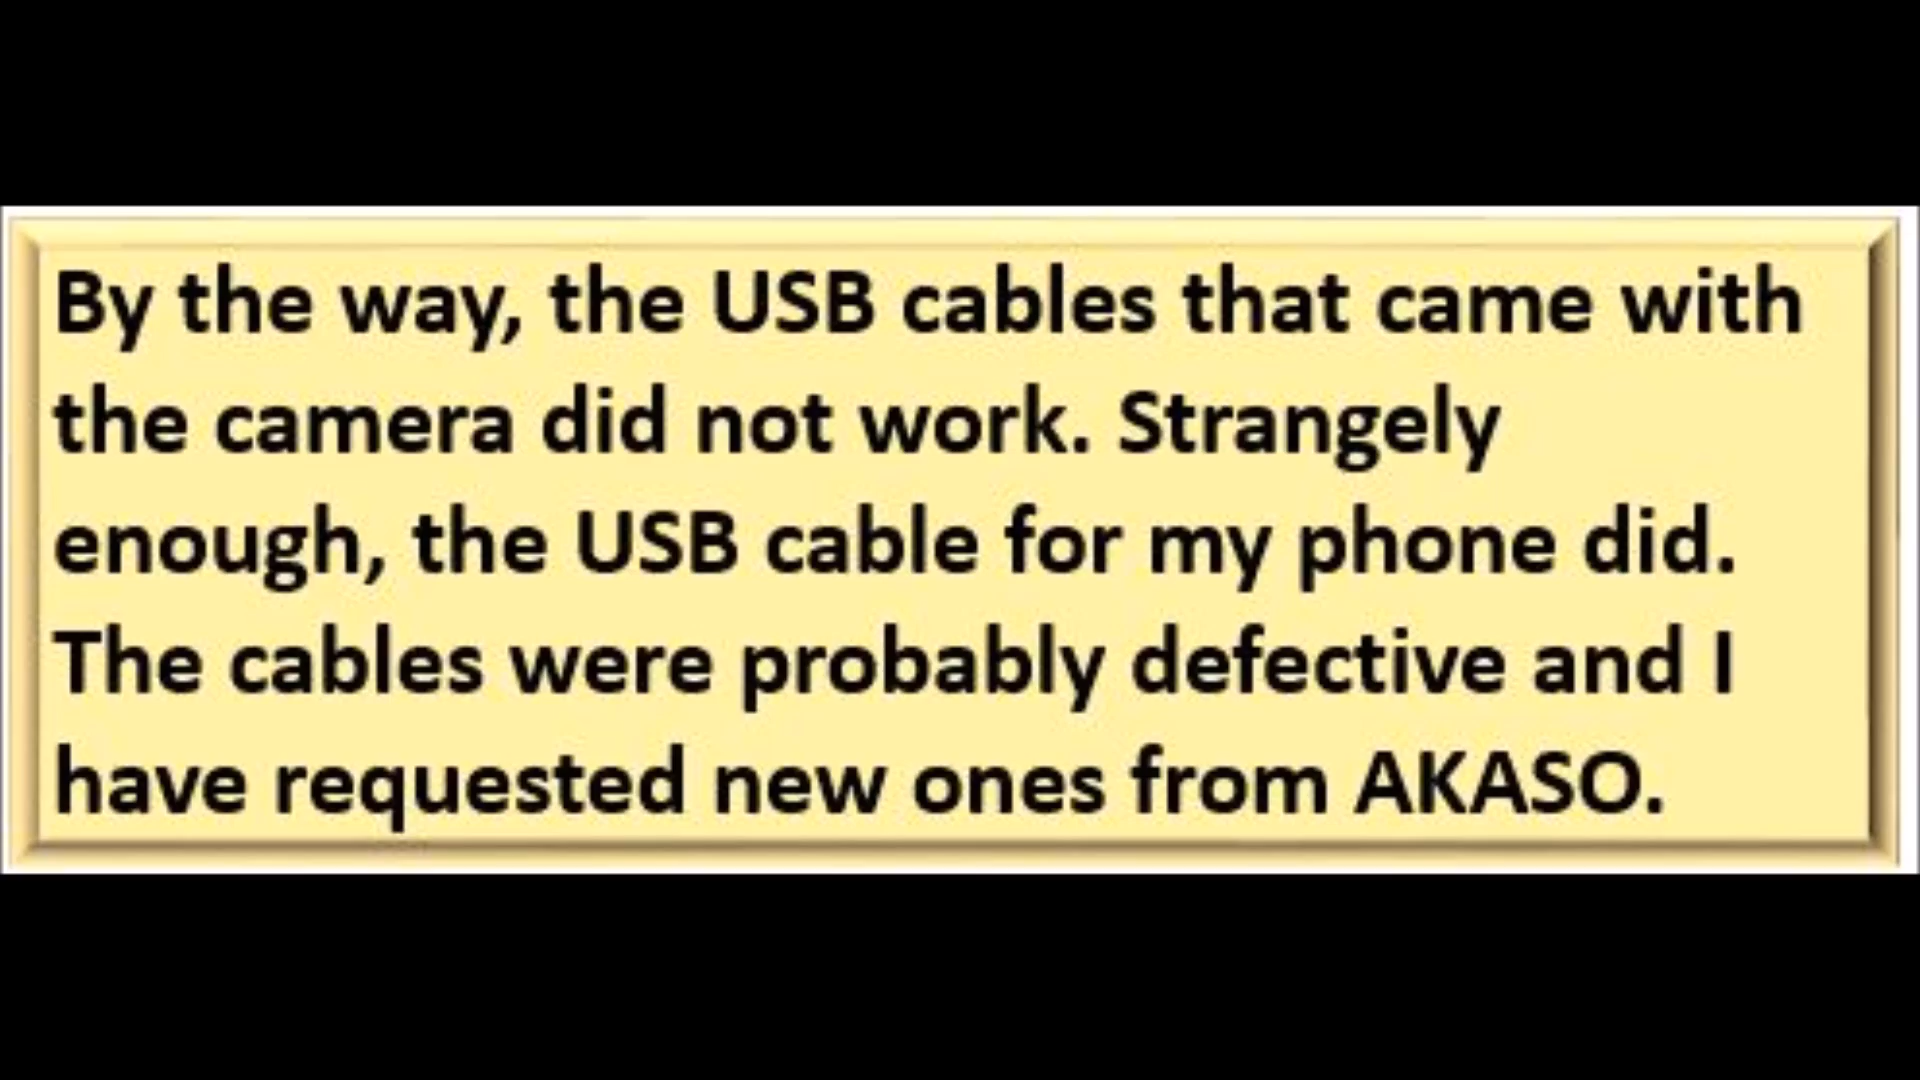 By the way, the USB cables that came with
the camera did not work. Strangely
enough, the USB cable for my phone did.
The cables were probably defective and I
have requested new ones from AKASO.